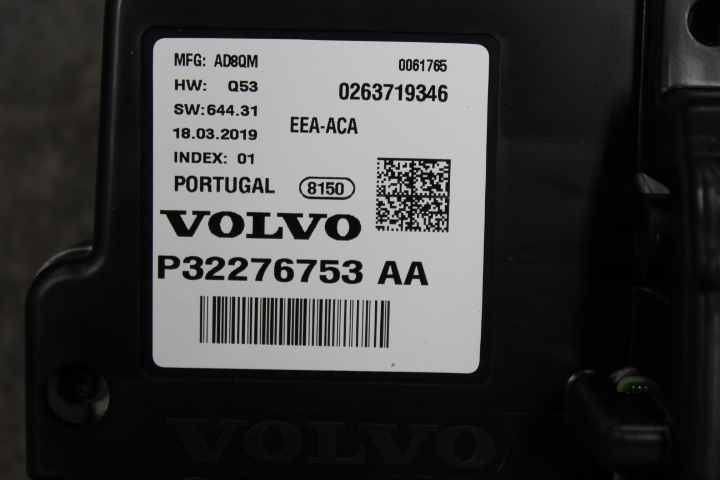 MFG: AD8QM 0061765
HW: Q53 0263719346
SW:644.31
18.03.2019 EEA-ACA
INDEX: 01
PORTUGAL 8150
VOLVO
P32276753 AA
VOLVO